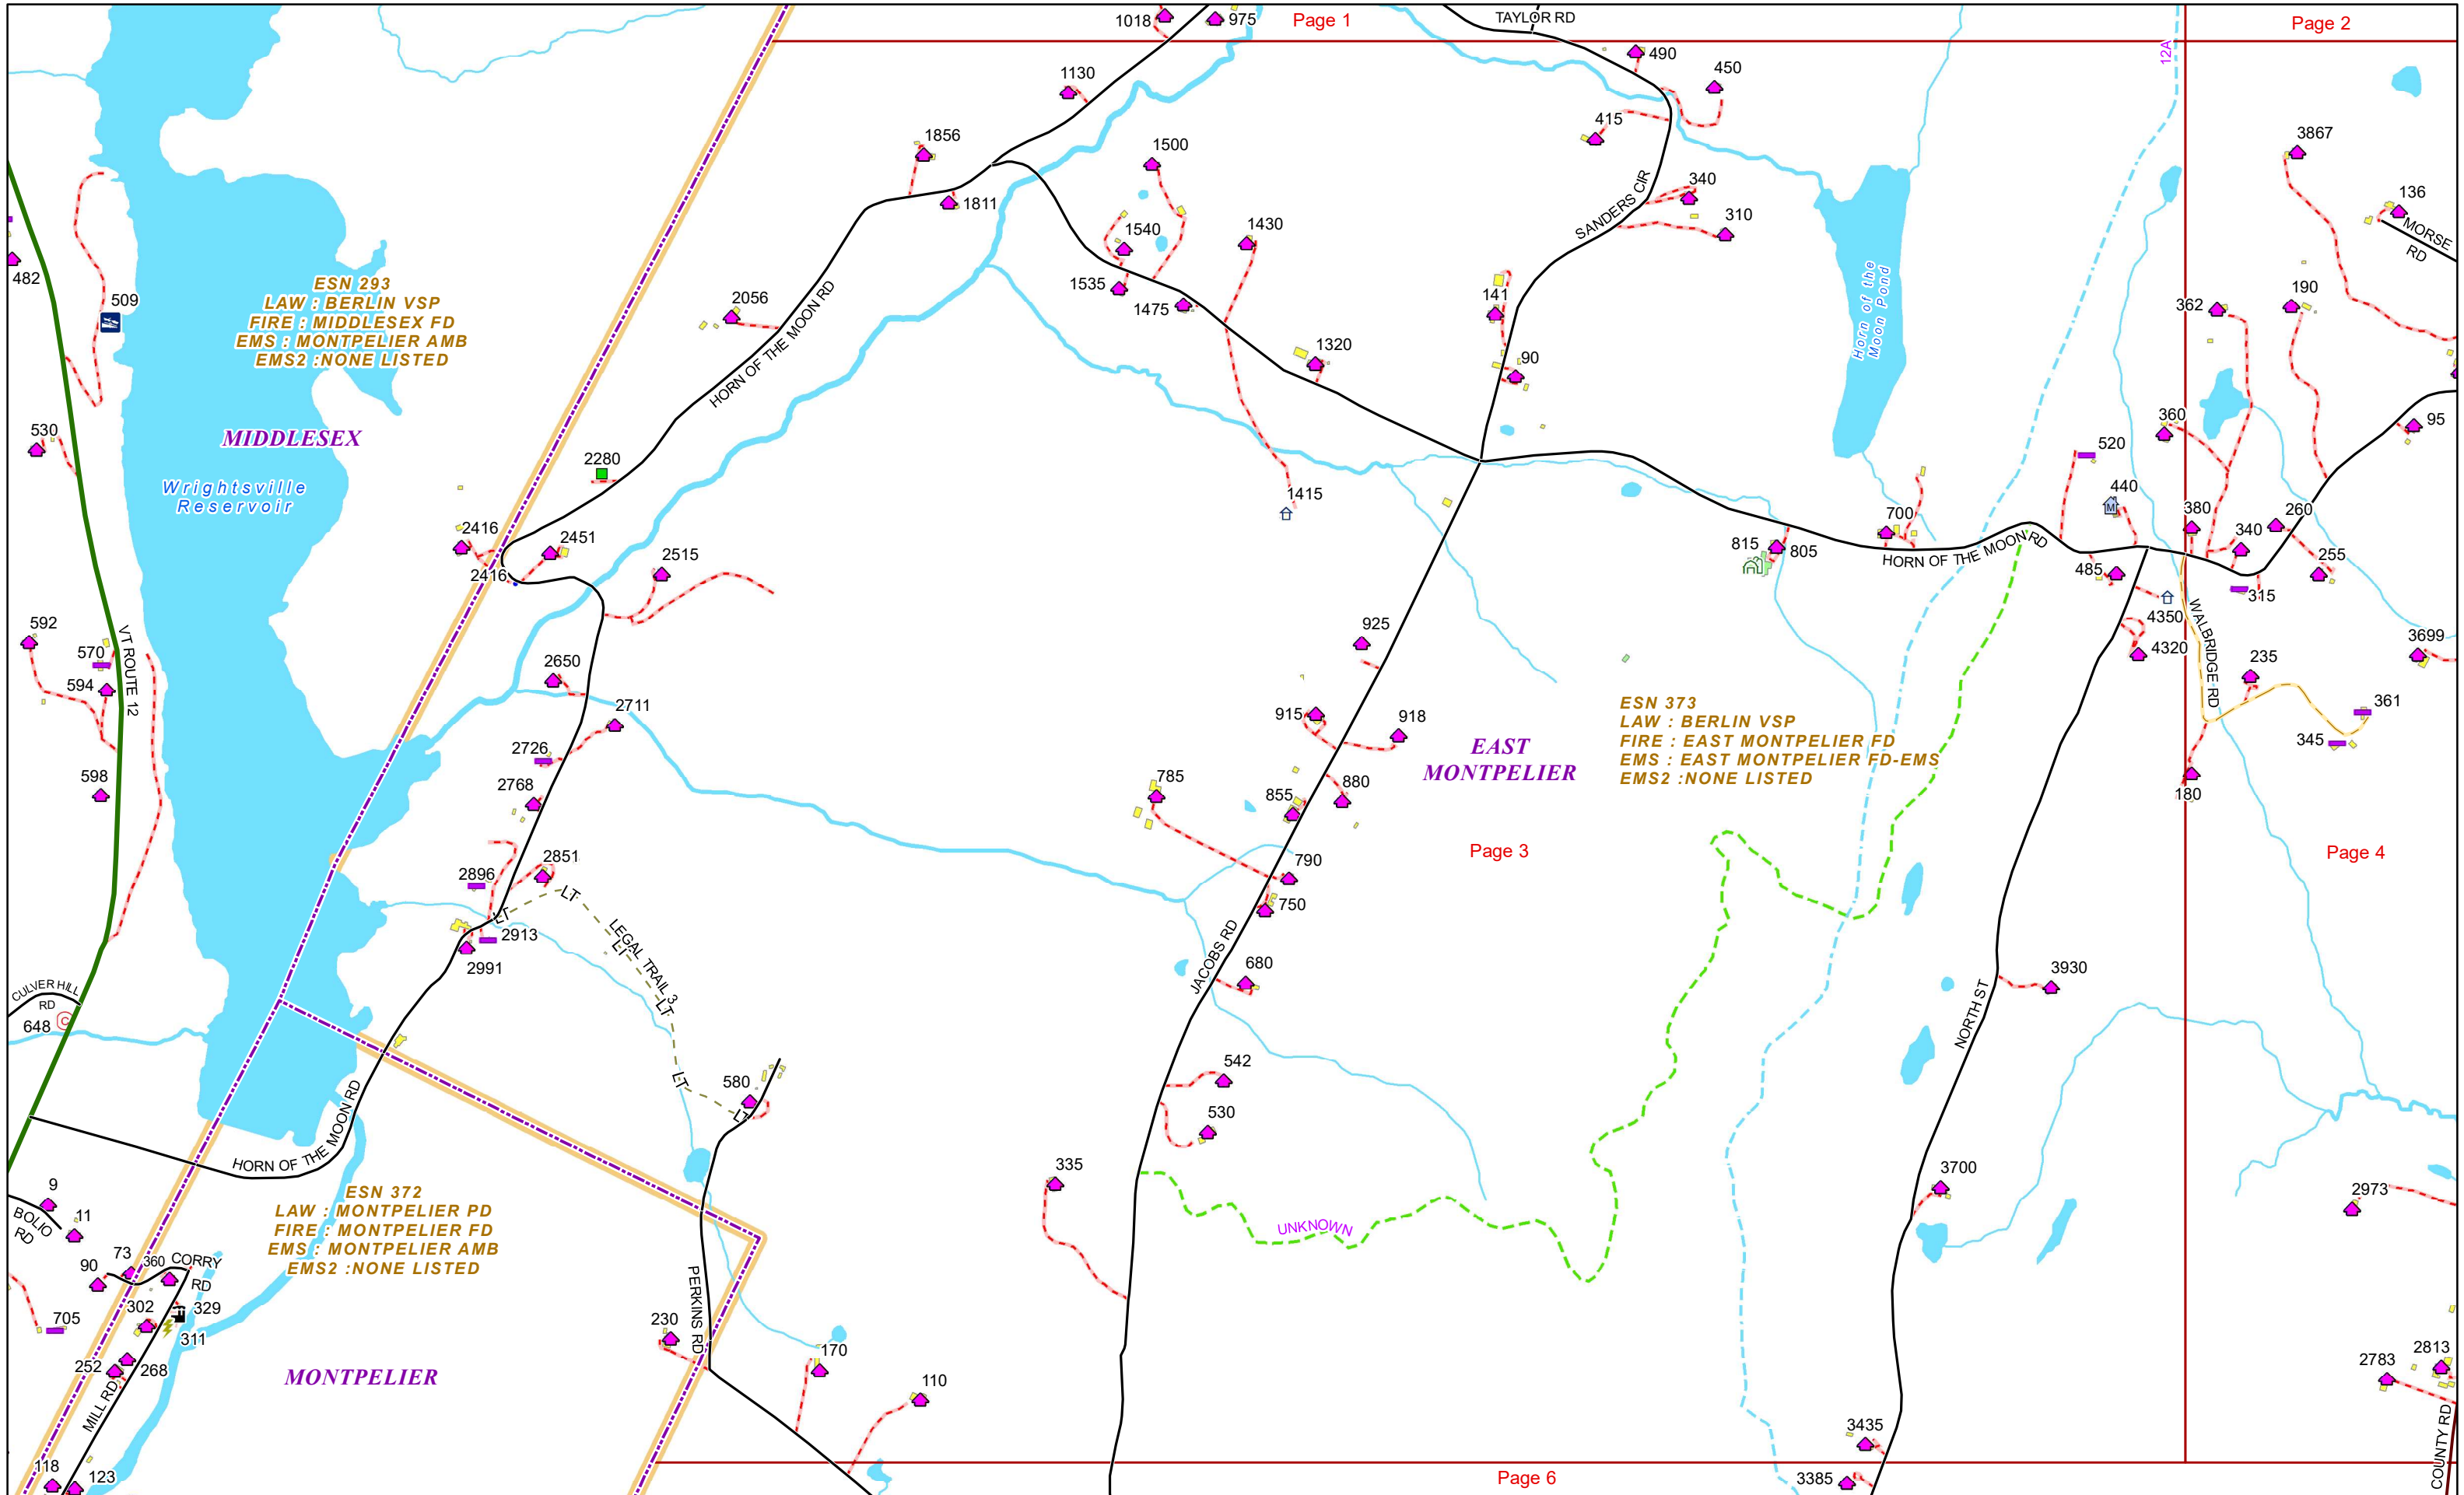 Page 1
Page 2
TAYLOR RD
1018
975
12A
490
450
1130
415
1856
1500
3867
1811
340
136
310
SANDERS CIR
MORSE
RD
1540
1430
482
ESN 293
LAW : BERLIN VSP
FIRE : MIDDLESEX FD
EMS : MONTPELIER AMB
EMS2 :NONE LISTED
509
2056
1535
1475
141
Horn of the
Moon Pond
362
190
HORN OF THE MOON RD
1320
90
530
MIDDLESEX
360
95
2280
520
Wrightsville
Reservoir
1415
440
2416
2451
2416
2515
700
380
340
260
815
805
HORN OF THE MOON RD
485
255
315
592
VT ROUTE 12
570
594
925
4350
4320
WALBRIDGE RD
3699
2650
235
2711
915
918
ESN 373
LAW : BERLIN VSP
FIRE : EAST MONTPELIER FD
EMS : EAST MONTPELIER FD-EMS
EMS2 :NONE LISTED
361
345
2726
EAST
MONTPELIER
598
2768
785
855
880
180
2851
2896
790
Page 3
Page 4
LT
LT
750
2913
LEGAL TRAIL 3
LT
JACOBS RD
2991
680
3930
CULVER HILL
RD
648
LT
NORTH ST
542
LT
580
LT
530
HORN OF THE MOON RD
335
3700
9
11
BOLIO
RD
ESN 372
LAW : MONTPELIER PD
FIRE : MONTPELIER FD
EMS : MONTPELIER AMB
EMS2 :NONE LISTED
2973
UNKNOWN
90
73
360
CORRY
RD
302
329
705
311
PERKINS RD
230
170
252
268
MONTPELIER
110
2783
2813
MILL RD
3435
COUNTY RD
118
123
Page 6
3385
C
M